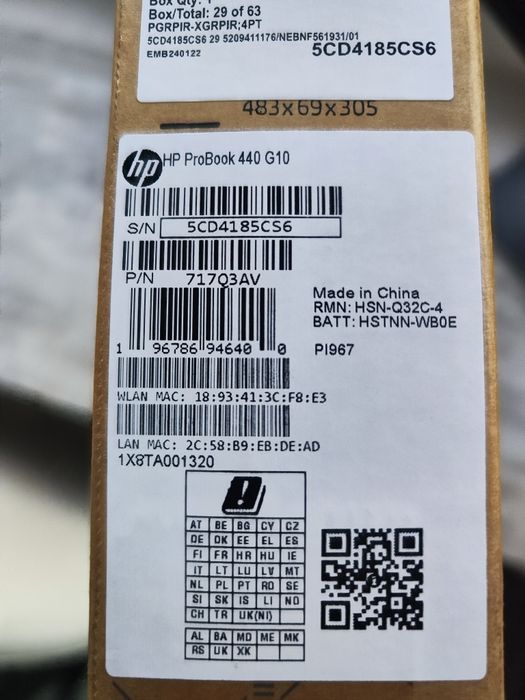 Box Qty: 1
Box/Total: 29 of 63
PGRPIR-XGRPIR;4PT
5CD4185CS6 29 5209411176/NEBNF561931/01
EMB240122
5CD4185CS6
483x69x305
hp HP ProBook 440 G10
S/N 5CD4185CS6
P/N 717Q3AV
Made in China
RMN: HSN-Q32C-4
BATT: HSTNN-WB0E
1 96786 94640 0 PI967
WLAN MAC: 18:93:41:3C:F8:E3
LAN MAC: 2C:58:B9:EB:DE:AD
1X8TA001320
AT BE BG CY CZ
DE DK EE EL ES
FI FR HR HU IE
IT LT LU LV MT
NL PL PT RO SE
SI SK IS LI NO
CH TR UK(NI)
AL BA MD ME MK
RS UK XK